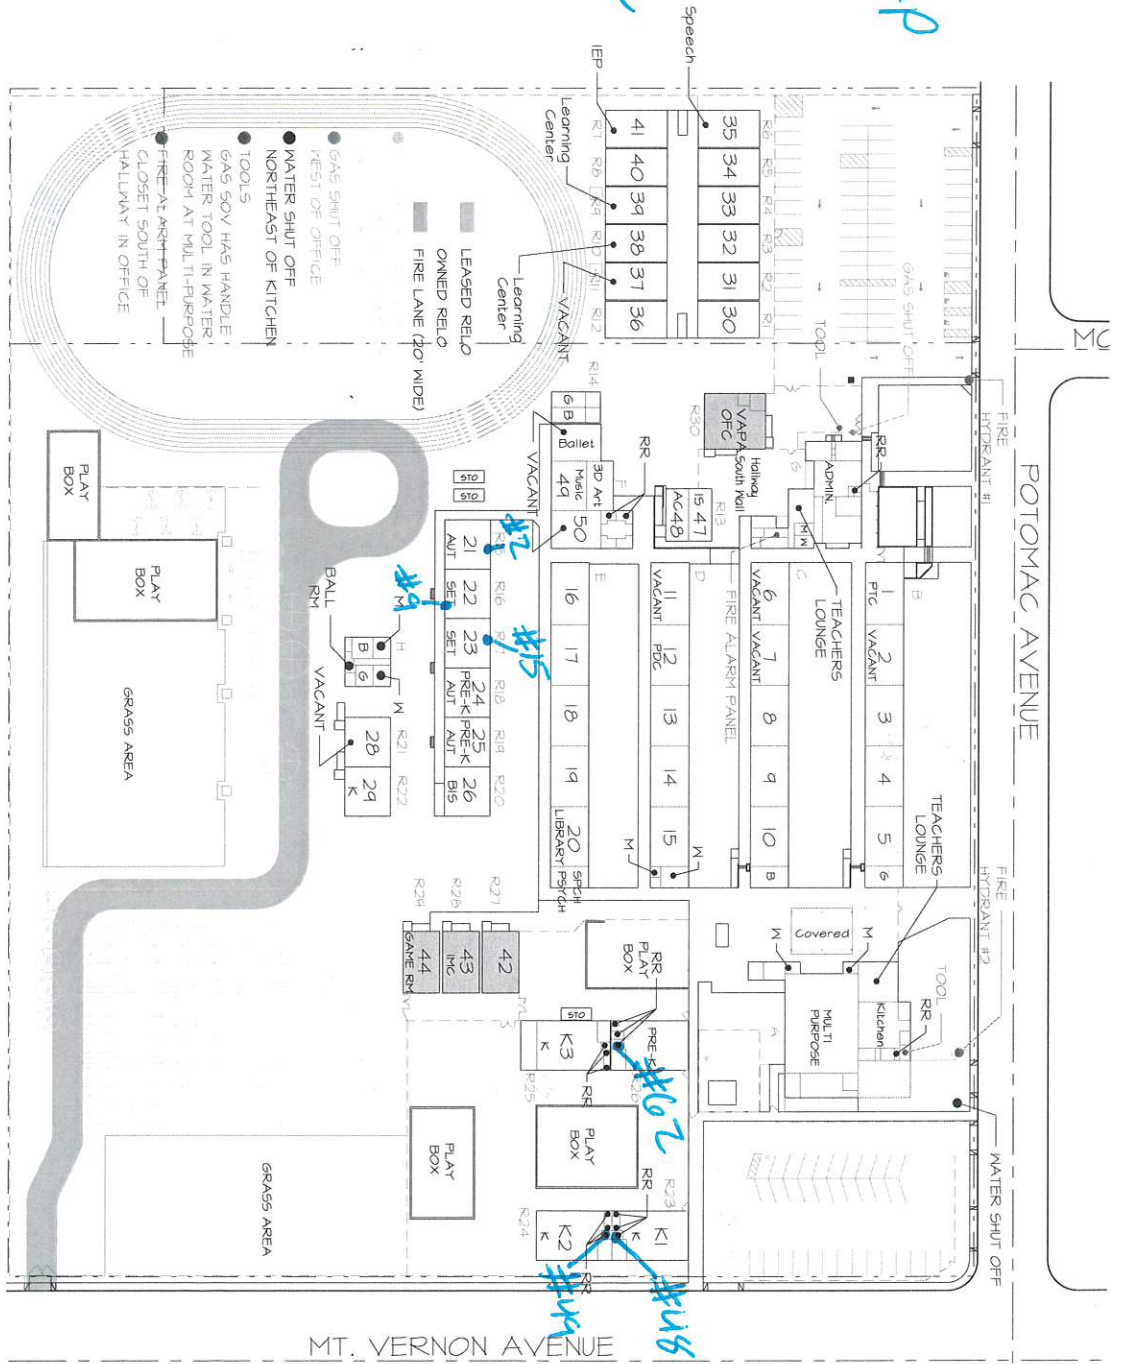 Speech
IEP
Learning
Center
41
40
39
38
37
36
R7
R8
R9
R10
R11
R12
35
34
33
32
31
30
R6
R5
R4
R3
R2
R1
Learning
Center
VACANT
GAS SHUT OFF
WEST OF OFFICE
WATER SHUT OFF
NORTHEAST OF KITCHEN
TOOLS
GAS SOV HAS HANDLE
WATER TOOL IN WATER
ROOM AT MULTI-PURPOSE
FIRE ALARM PANEL
CLOSET SOUTH OF
HALLWAY IN OFFICE
LEASED RELO
OWNED RELO
FIRE LANE (20' WIDE)
GAS SHUT OFF
TOOL
FIRE
HYDRANT #1
POTOMAC AVENUE
MC
R14
G B
Ballet
VACANT
Music
49
3D Art
50
RR
F
R30
VAPA
OFC
Hallway
South Wall
G
R13
IS 47
AC48
ADMIN.
RR
M W
TEACHERS
LOUNGE
FIRE ALARM PANEL
B
C
D
E
1
PTC
2
VACANT
3
4
5
G
6
VACANT
7
VACANT
8
9
10
B
11
VACANT
12
PDC
13
14
15
M
W
16
17
18
19
20
LIBRARY
SPCH
PSYCH
STO
STO
21
AUT
22
SET
23
SET
24
PRE-K
AUT
25
PRE-K
AUT
26
BIS
R15
R16
R17
R18
R19
R20
#2
#9
#15
BALL
RM
M
H
B
G
W
VACANT
28
29
K
R21
R22
PLAY
BOX
PLAY
BOX
GRASS AREA
TEACHERS
LOUNGE
FIRE
HYDRANT #2
TOOL
RR
Covered
M
W
Kitchen
MULTI
PURPOSE
A
WATER SHUT OFF
R29
R28
R27
44
GAME RM
43
IMG
42
RR
PLAY
BOX
STO
K3
K
PRE-K
RR
R25
R26
#62
PLAY
BOX
PLAY
BOX
GRASS AREA
RR
R23
R24
K2
K
K1
K
RR
#49
#48
MT. VERNON AVENUE